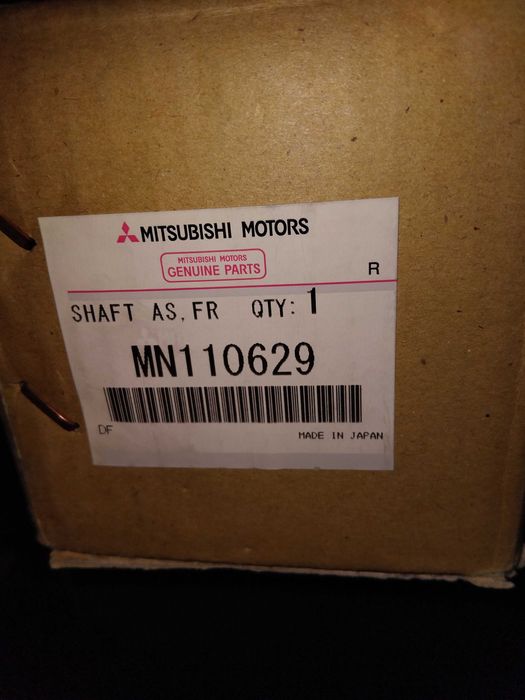 MITSUBISHI MOTORS
MITSUBISHI MOTORS
GENUINE PARTS
R
SHAFT AS,FR QTY: 1
MN110629
DF MADE IN JAPAN